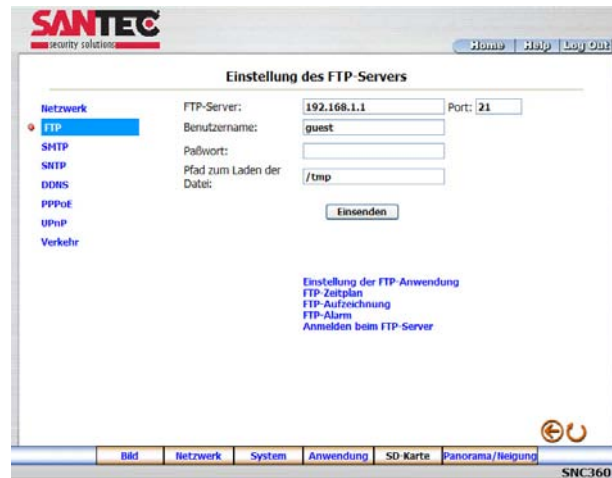 SANTEC
security solutions
Home | Help | Log Out
Einstellung des FTP-Servers
Netzwerk
FTP
SMTP
SNTP
DDNS
PPPoE
UPnP
Verkehr
FTP-Server: 192.168.1.1 Port: 21
Benutzername: guest
Paßwort:
Pfad zum Laden der
Datei: /tmp
Einsenden
Einstellung der FTP-Anwendung
FTP-Zeitplan
FTP-Aufzeichnung
FTP-Alarm
Anmelden beim FTP-Server
Bild Netzwerk System Anwendung SD-Karte Panorama/Neigung
SNC360